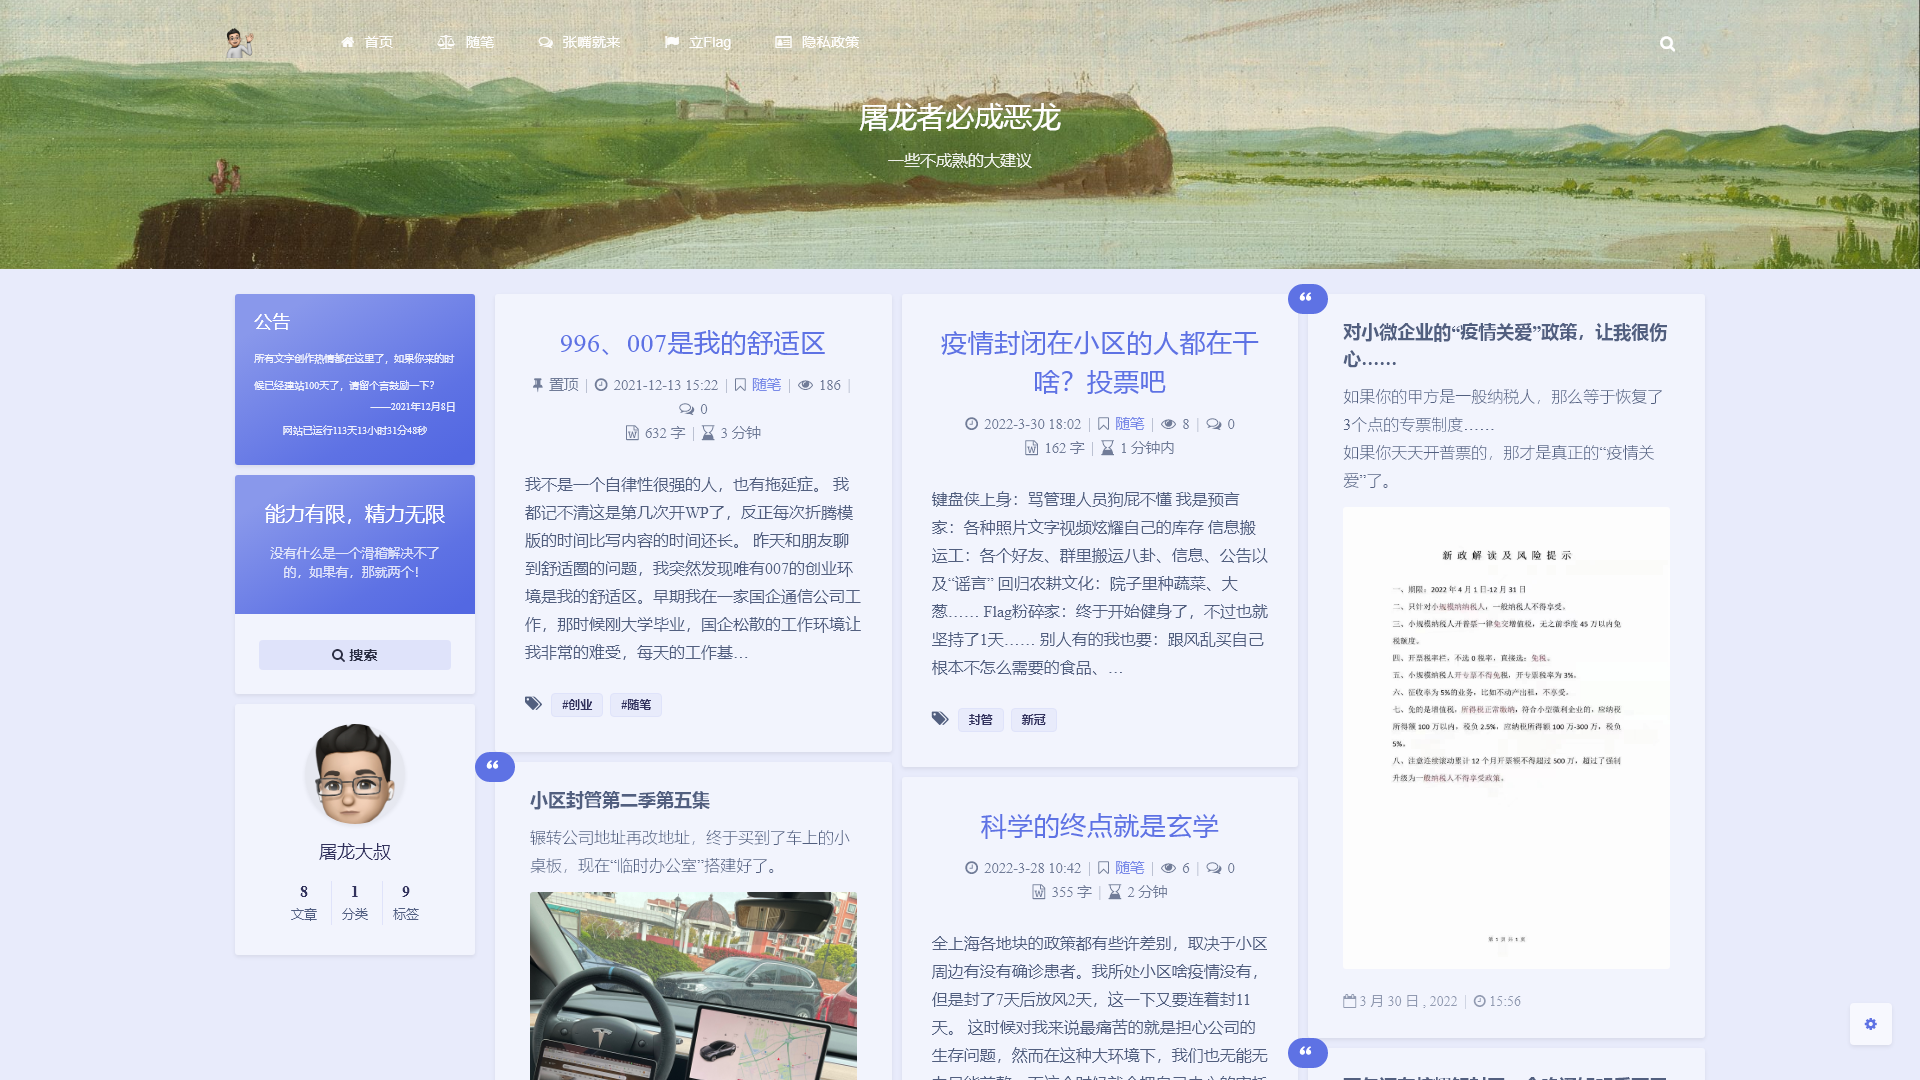 首页
随笔
张嘴就来
立Flag
隐私政策
屠龙者必成恶龙
一些不成熟的大建议
公告
所有文字创作热情都在这里了，如果你来的时
候已经建站100天了，请留个言鼓励一下？
——2021年12月8日
网站已运行113天13小时31分48秒
能力有限，精力无限
没有什么是一个滑稽解决不了
的，如果有，那就两个！
搜索
屠龙大叔
8 1 9
文章 分类 标签
996、007是我的舒适区
置顶 | 2021-12-13 15:22 | 随笔 | 186 |
0
632 字 | 3 分钟
我不是一个自律性很强的人，也有拖延症。 我
都记不清这是第几次开WP了，反正每次折腾模
版的时间比写内容的时间还长。 昨天和朋友聊
到舒适圈的问题，我突然发现唯有007的创业环
境是我的舒适区。早期我在一家国企通信公司工
作，那时候刚大学毕业，国企松散的工作环境让
我非常的难受，每天的工作基…
#创业 #随笔
小区封管第二季第五集
辗转公司地址再改地址，终于买到了车上的小
桌板，现在“临时办公室”搭建好了。
疫情封闭在小区的人都在干
啥？投票吧
2022-3-30 18:02 | 随笔 | 8 | 0
162 字 | 1 分钟内
键盘侠上身：骂管理人员狗屁不懂 我是预言
家：各种照片文字视频炫耀自己的库存 信息搬
运工：各个好友、群里搬运八卦、信息、公告以
及“谣言” 回归农耕文化：院子里种蔬菜、大
葱…… Flag粉碎家：终于开始健身了，不过也就
坚持了1天…… 别人有的我也要：跟风乱买自己
根本不怎么需要的食品、…
封管 新冠
科学的终点就是玄学
2022-3-28 10:42 | 随笔 | 6 | 0
355 字 | 2 分钟
全上海各地块的政策都有些许差别，取决于小区
周边有没有确诊患者。我所处小区啥疫情没有，
但是封了7天后放风2天，这一下又要连着封11
天。 这时候对我来说最痛苦的就是担心公司的
生存问题，然而在这种大环境下，我们也无能无
对小微企业的“疫情关爱”政策，让我很伤
心……
如果你的甲方是一般纳税人，那么等于恢复了
3个点的专票制度……
如果你天天开普票的，那才是真正的“疫情关
爱”了。
新政解读及风险提示
一、期限：2022 年 4 月 1 日-12 月 31 日
二、只针对小规模纳纳税人，一般纳税人不得享受。
三、小规模纳税人开普票一律免交增值税，无之前季度 45 万以内免
税额度。
四、开票税率栏，不选 0 税率，直接选：免税。
五、小规模纳税人开专票不得免税，开专票税率为 3%。
六、征收率为 5%的业务，比如不动产出租，不享受。
七、免的是增值税，所得税正常缴纳，符合小型微利企业的，应纳税
所得额 100 万以内，税负 2.5%，应纳税所得额 100 万-300 万，税负
5%。
八、注意连续滚动累计 12 个月开票额不得超过 500 万，超过了强制
升级为一般纳税人不得享受政策。
第 1 页 共 1 页
3 月 30 日 , 2022 | 15:56